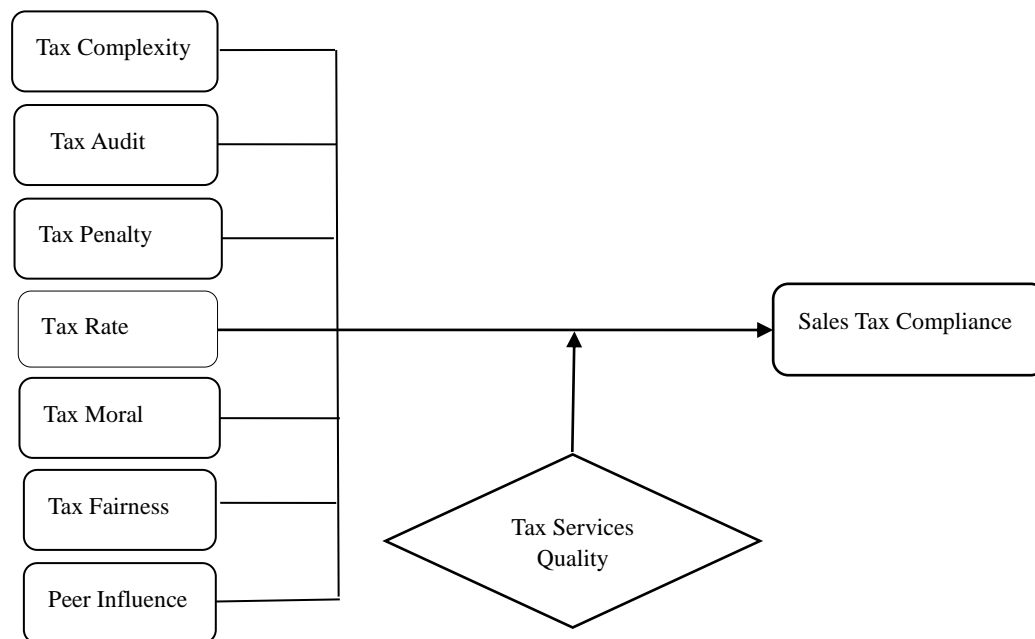 Tax Complexity
Tax Audit
Tax Penalty
Tax Rate
Sales Tax Compliance
Tax Moral
Tax Fairness
Tax Services
Quality
Peer Influence